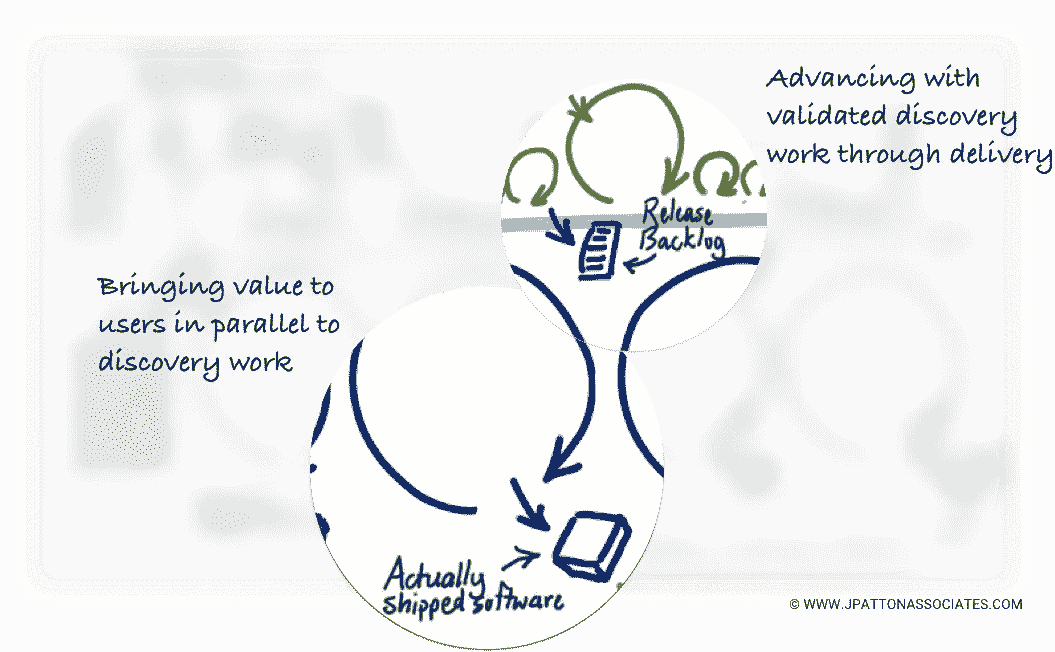 Advancing with
validated discovery
work through delivery
Release
Backlog
Bringing value to
users in parallel to
discovery work
Actually
shipped software
© WWW.JPATTONASSOCIATES.COM